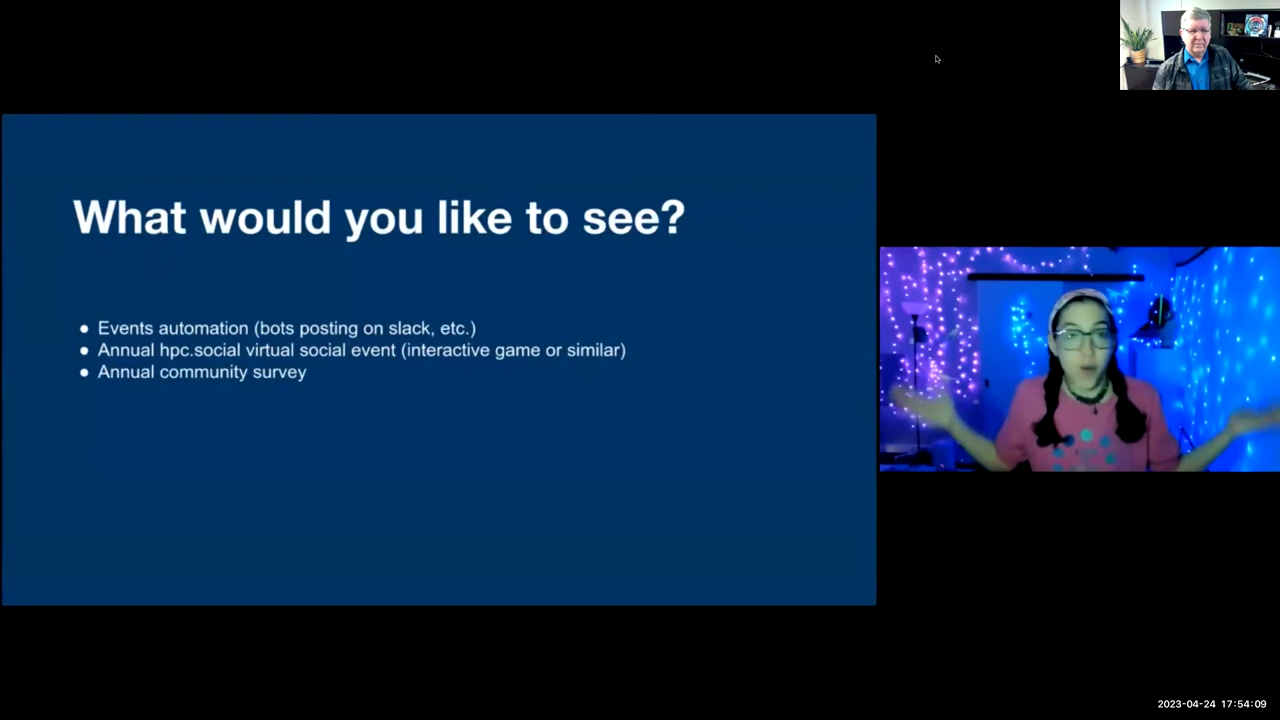 What would you like to see?
● Events automation (bots posting on slack, etc.)
● Annual hpc.social virtual social event (interactive game or similar)
● Annual community survey
2023-04-24 17:54:09